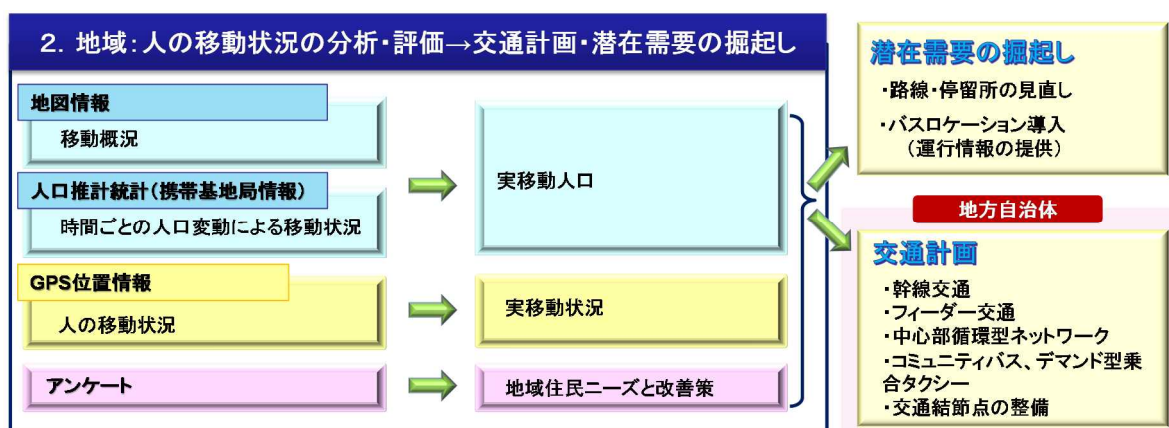 2. 地域:人の移動状況の分析・評価→交通計画・潜在需要の掘起し
地図情報
移動概況
人口推計統計(携帯基地局情報)
時間ごとの人口変動による移動状況
実移動人口
GPS位置情報
人の移動状況
実移動状況
アンケート
地域住民ニーズと改善策
潜在需要の掘起し
・路線・停留所の見直し
・バスロケーション導入
(運行情報の提供)
地方自治体
交通計画
・幹線交通
・フィーダー交通
・中心部循環型ネットワーク
・コミュニティバス、デマンド型乗
合タクシー
・交通結節点の整備